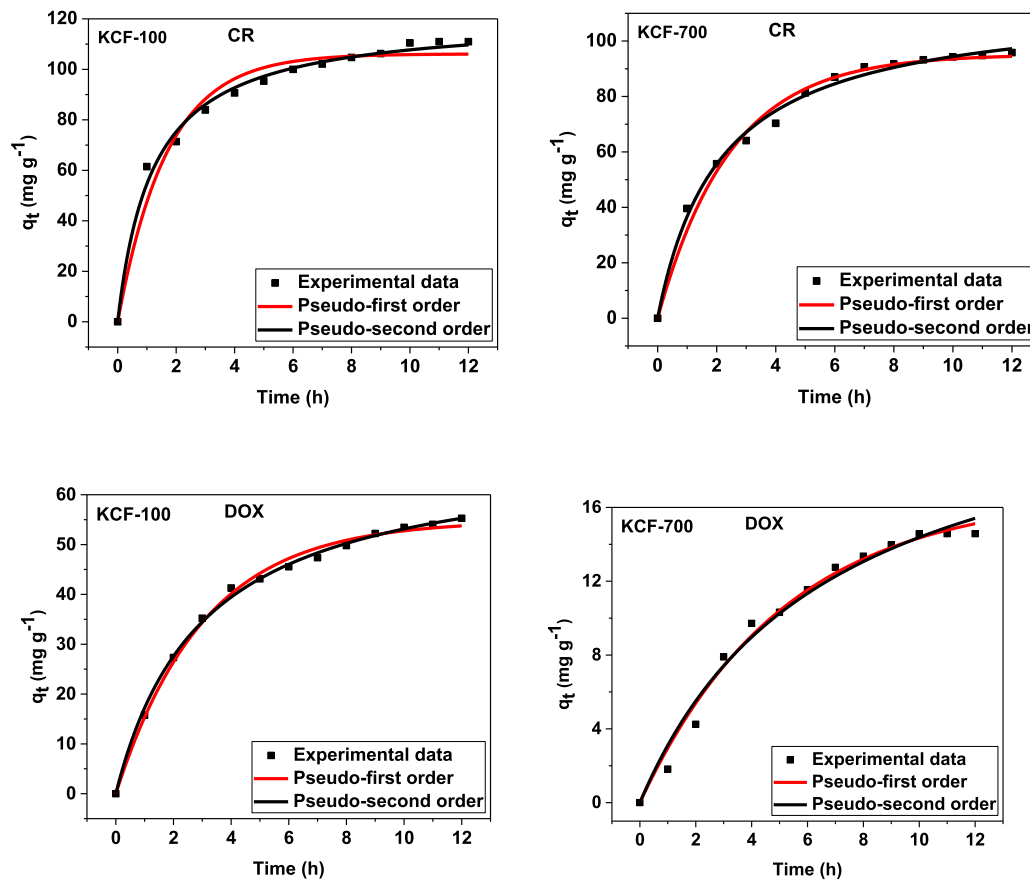 KCF-100 CR
120
100
80
60
40
20
0
qt (mg g-1)
Experimental data
Pseudo-first order
Pseudo-second order
0 2 4 6 8 10 12
Time (h)
KCF-700 CR
100
80
60
40
20
0
qt (mg g-1)
Experimental data
Pseudo-first order
Pseudo-second order
0 2 4 6 8 10 12
Time (h)
KCF-100 DOX
60
50
40
30
20
10
0
qt (mg g-1)
Experimental data
Pseudo-first order
Pseudo-second order
0 2 4 6 8 10 12
Time (h)
KCF-700 DOX
16
12
8
4
0
qt (mg g-1)
Experimental data
Pseudo-first order
Pseudo-second order
0 2 4 6 8 10 12
Time (h)